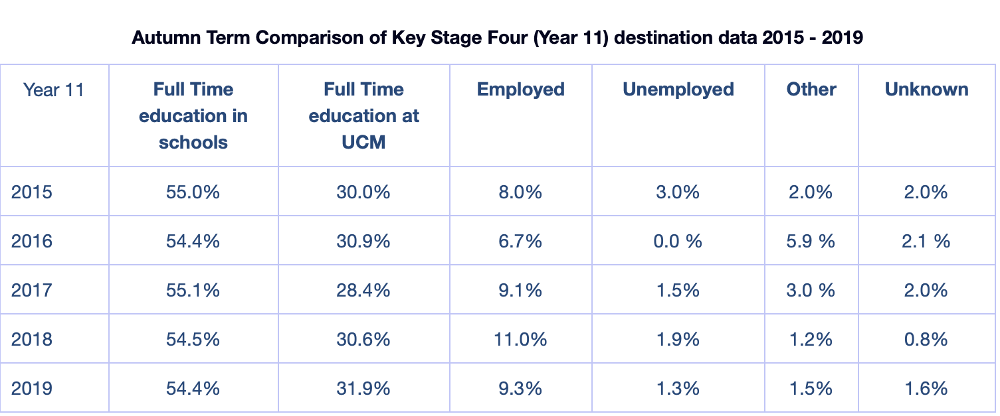 Autumn Term Comparison of Key Stage Four (Year 11) destination data 2015 - 2019
Year 11 Full Time education in schools Full Time education at UCM Employed Unemployed Other Unknown
2015 55.0% 30.0% 8.0% 3.0% 2.0% 2.0%
2016 54.4% 30.9% 6.7% 0.0 % 5.9 % 2.1 %
2017 55.1% 28.4% 9.1% 1.5% 3.0 % 2.0%
2018 54.5% 30.6% 11.0% 1.9% 1.2% 0.8%
2019 54.4% 31.9% 9.3% 1.3% 1.5% 1.6%